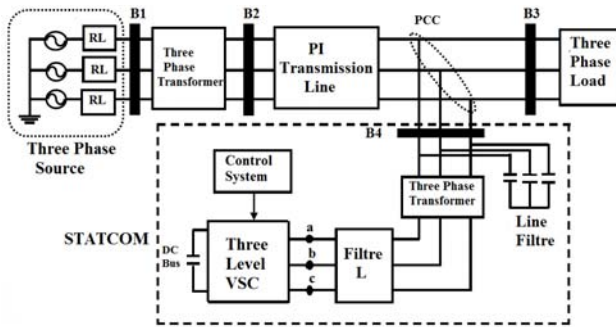 B1
B2
PCC
B3
RL
RL
RL
Three
Phase
Transformer
PI
Transmission
Line
Three
Phase
Load
Three Phase
Source
B4
Control
System
Three Phase
Transformer
Line
Filtre
STATCOM
DC
Bus
Three
Level
VSC
a
b
c
Filtre
L